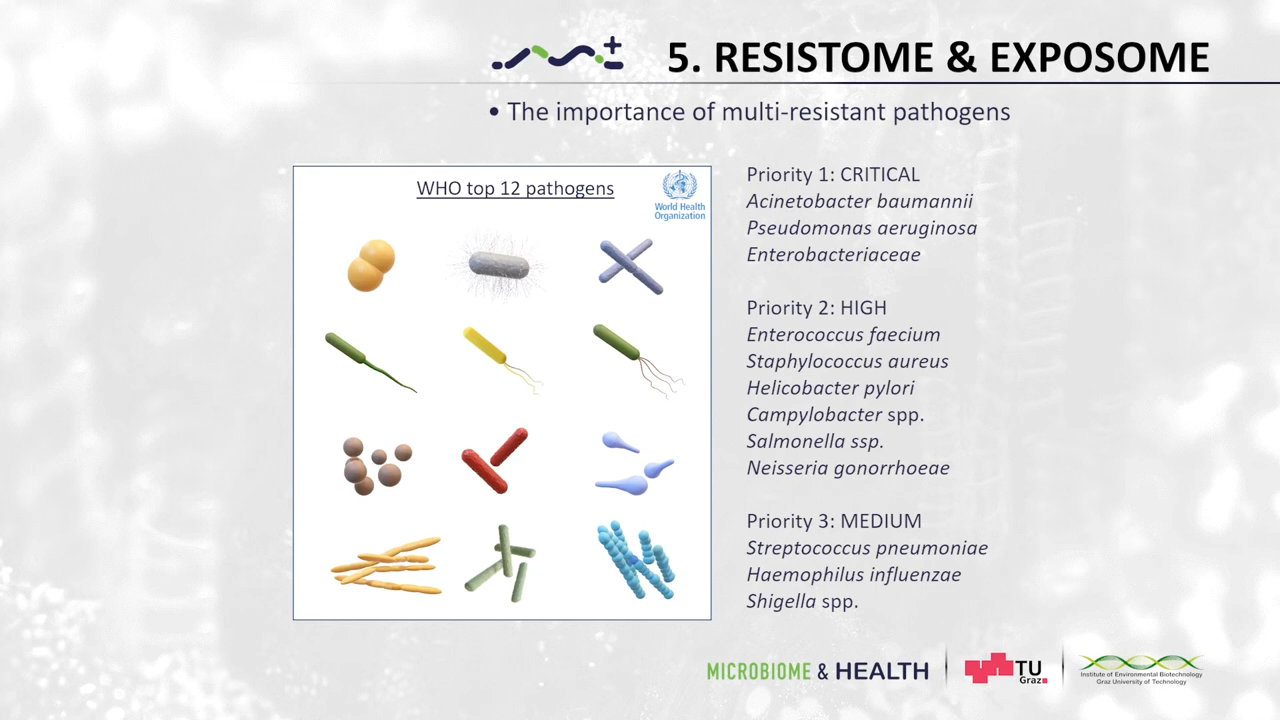 5. RESISTOME & EXPOSOME
• The importance of multi-resistant pathogens
WHO top 12 pathogens
World Health
Organization
Priority 1: CRITICAL
Acinetobacter baumannii
Pseudomonas aeruginosa
Enterobacteriaceae
Priority 2: HIGH
Enterococcus faecium
Staphylococcus aureus
Helicobacter pylori
Campylobacter spp.
Salmonella ssp.
Neisseria gonorrhoeae
Priority 3: MEDIUM
Streptococcus pneumoniae
Haemophilus influenzae
Shigella spp.
MICROBIOME & HEALTH
TU
Graz
Institute of Environmental Biotechnology
Graz University of Technology